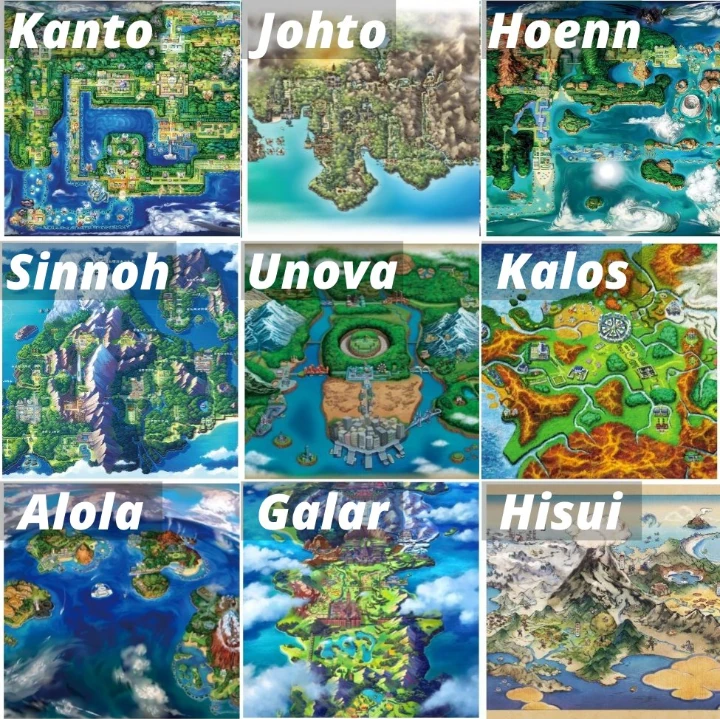 Kanto
Johto
Hoenn
Sinnoh
Unova
Kalos
Alola
Galar
Hisui